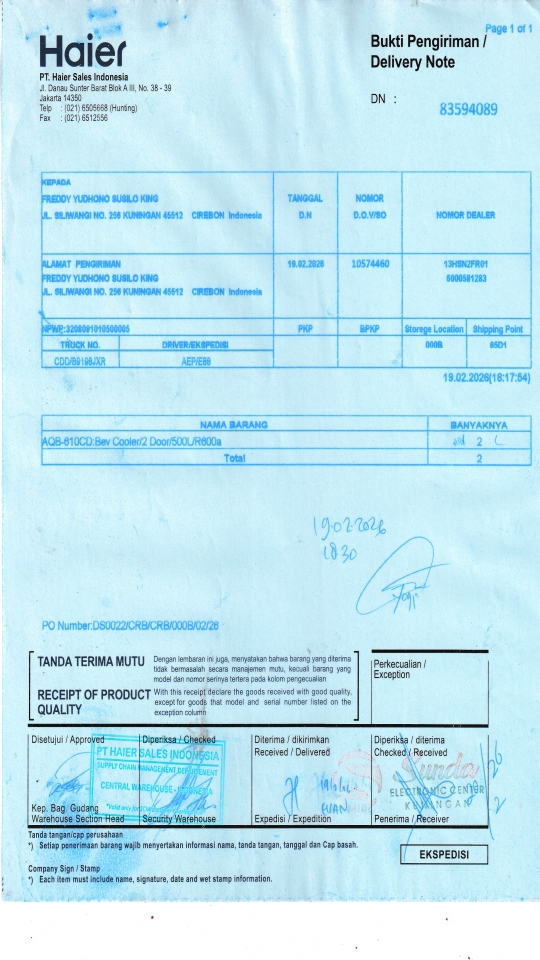 Page 1 of 1
Haier
Bukti Pengiriman /
Delivery Note
PT. Haier Sales Indonesia
Jl. Danau Sunter Barat Blok A III, No. 38 - 39
Jakarta 14350
Telp : (021) 6505668 (Hunting)
Fax : (021) 6512556
DN : 83594089
KEPADA
FREDDY YUDHONO SUSILO KING
JL. SILIWANGI NO. 256 KUNINGAN 45512 CIREBON Indonesia
TANGGAL
D.N
NOMOR
D.O.V/SO
NOMOR DEALER
ALAMAT PENGIRIMAN
FREDDY YUDHONO SUSILO KING
JL. SILIWANGI NO. 256 KUNINGAN 45512 CIREBON Indonesia
19.02.2026
10574460
13HSN2FR01
6000581283
NPWP:3208091010500005
PKP
BPKP
Storege Location
Shipping Point
TRUCK NO.
DRIVER/EKSPEDISI
000B
85D1
CDD/B9198JXR
AEP/E86
19.02.2026(18:17:54)
NAMA BARANG
BANYAKNYA
AQB-610CD:Bev Cooler/2 Door/500L/R600a
2
Total
2
19.02.2026
1830
Yogi
PO Number:DS0022/CRB/CRB/000B/02/26
TANDA TERIMA MUTU
Dengan lembaran ini juga, menyatakan bahwa barang yang diterima
tidak bermasalah secara manajemen mutu, kecuali barang yang
model dan nomor serinya tertera pada kolom pengecualian
RECEIPT OF PRODUCT
QUALITY
With this receipt declare the goods received with good quality,
except for goods that model and serial number listed on the
exception column
Perkecualian /
Exception
Disetujui / Approved
Diperiksa / Checked
Diterima / dikirimkan
Received / Delivered
Diperiksa / diterima
Checked / Received
PT HAIER SALES INDONESIA
SUPPLY CHAIN MANAGEMENT DEPARTEMENT
CENTRAL WAREHOUSE - INDONESIA
Sunda
ELECTRONIC CENTER
KUNINGAN
Kep. Bag. Gudang
Warehouse Section Head
Security Warehouse
Expedisi / Expedition
Penerima / Receiver
Tanda tangan/cap perusahaan
*) Setiap penerimaan barang wajib menyertakan informasi nama, tanda tangan, tanggal dan Cap basah.
EKSPEDISI
Company Sign / Stamp
*) Each item must include name, signature, date and wet stamp information.